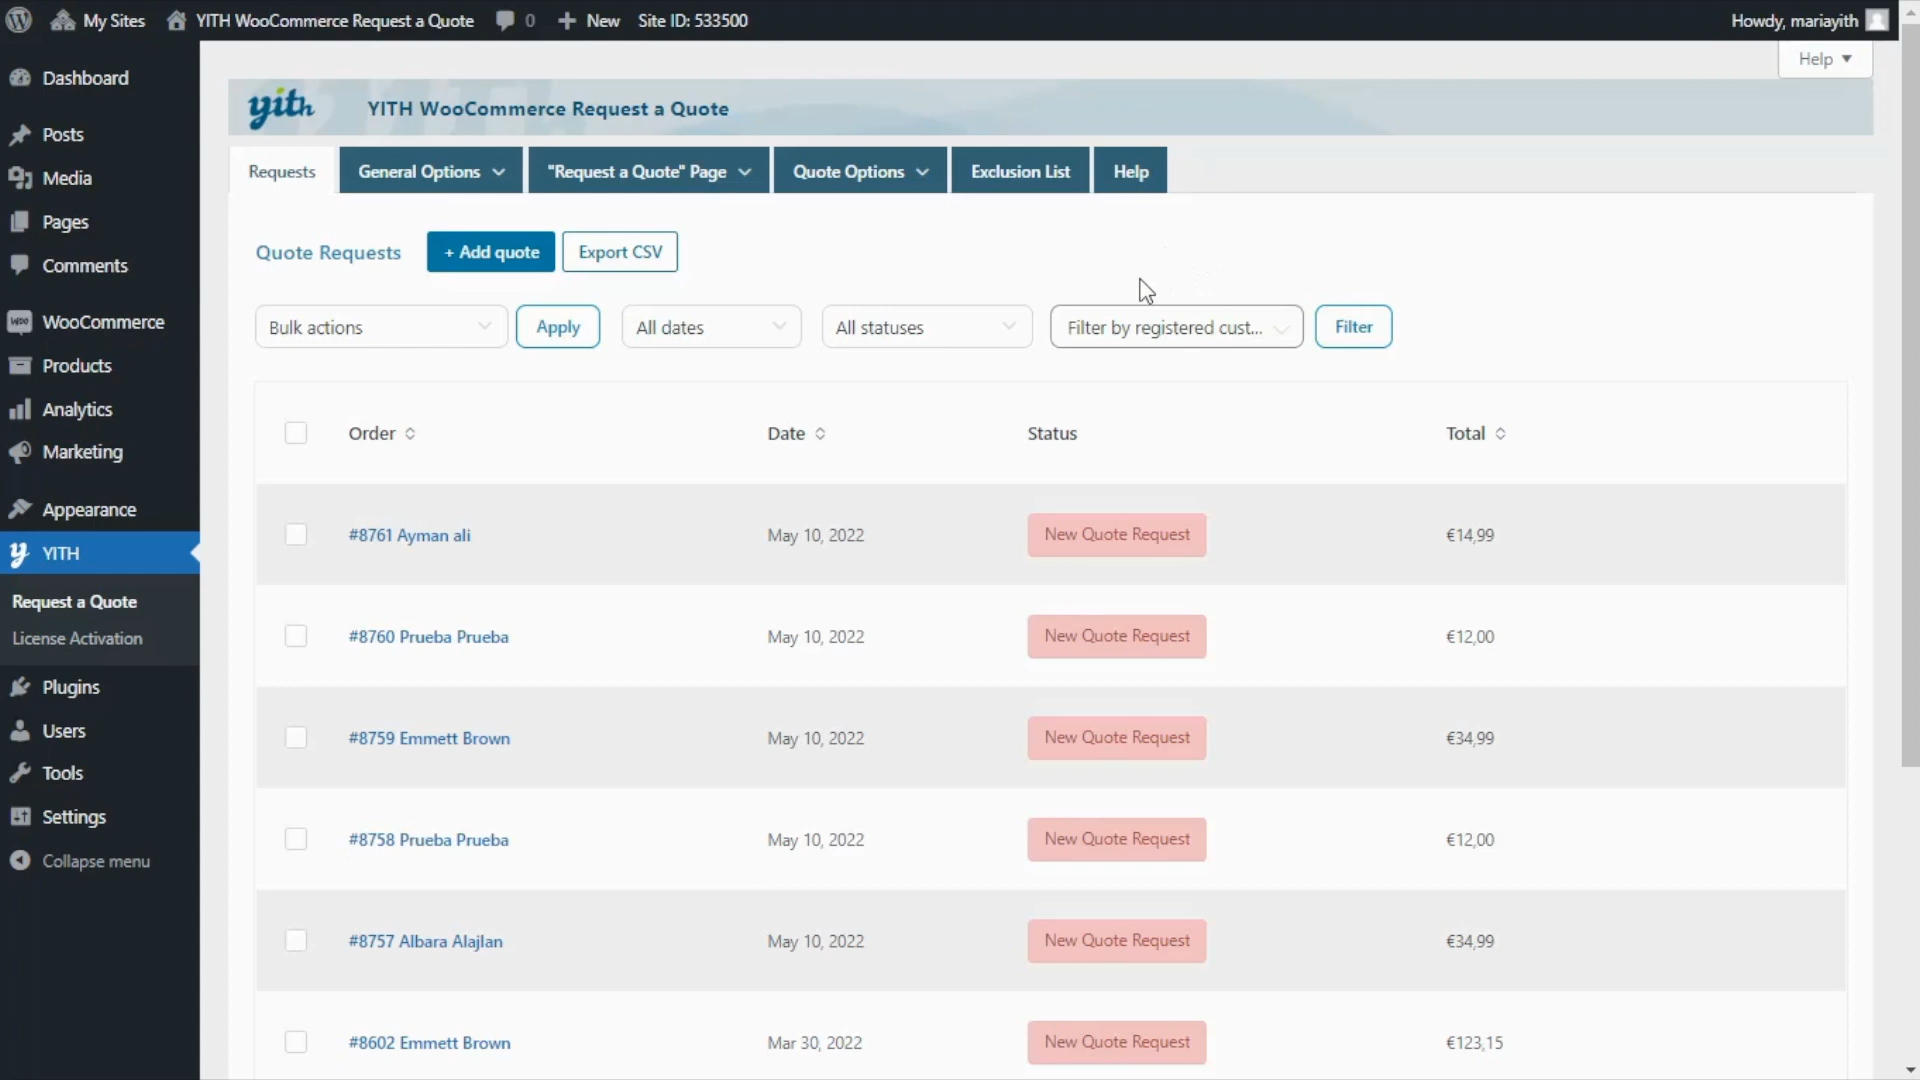 My Sites YITH WooCommerce Request a Quote 0 New Site ID: 533500 Howdy, mariayith
Help
Dashboard
Posts
Media
Pages
Comments
WooCommerce
Products
Analytics
Marketing
Appearance
YITH
Request a Quote
License Activation
Plugins
Users
Tools
Settings
Collapse menu
yith YITH WooCommerce Request a Quote
Requests General Options "Request a Quote" Page Quote Options Exclusion List Help
Quote Requests + Add quote Export CSV
Bulk actions Apply All dates All statuses Filter by registered cust... Filter
Order Date Status Total
#8761 Ayman ali May 10, 2022 New Quote Request €14,99
#8760 Prueba Prueba May 10, 2022 New Quote Request €12,00
#8759 Emmett Brown May 10, 2022 New Quote Request €34,99
#8758 Prueba Prueba May 10, 2022 New Quote Request €12,00
#8757 Albara Alajlan May 10, 2022 New Quote Request €34,99
#8602 Emmett Brown Mar 30, 2022 New Quote Request €123,15